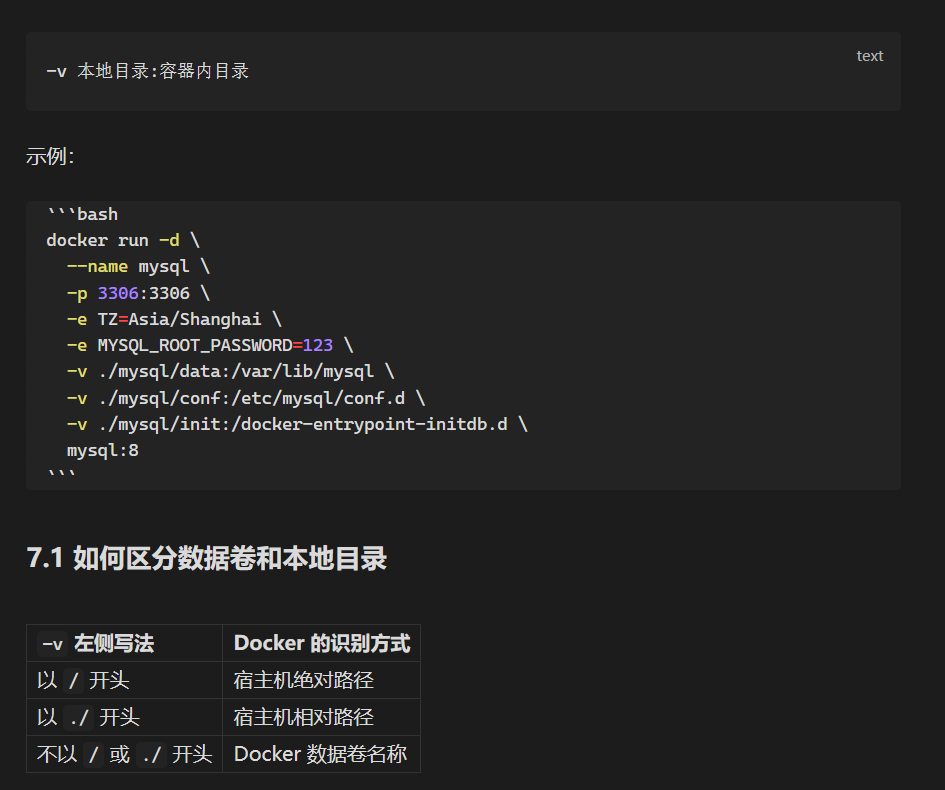 -v 本地目录:容器内目录
text
示例：
```bash
docker run -d \
  --name mysql \
  -p 3306:3306 \
  -e TZ=Asia/Shanghai \
  -e MYSQL_ROOT_PASSWORD=123 \
  -v ./mysql/data:/var/lib/mysql \
  -v ./mysql/conf:/etc/mysql/conf.d \
  -v ./mysql/init:/docker-entrypoint-initdb.d \
  mysql:8
```
7.1 如何区分数据卷和本地目录
-v 左侧写法 Docker 的识别方式
以 / 开头 宿主机绝对路径
以 ./ 开头 宿主机相对路径
不以 / 或 ./ 开头 Docker 数据卷名称